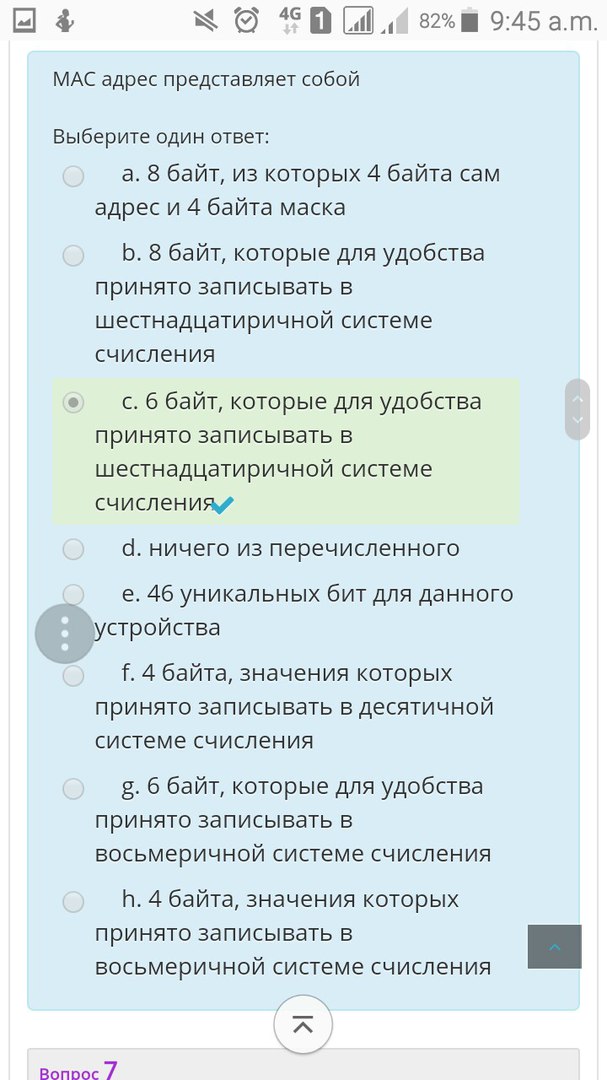 4G 1 82% 9:45 a.m.
MAC адрес представляет собой
Выберите один ответ:
a. 8 байт, из которых 4 байта сам
адрес и 4 байта маска
b. 8 байт, которые для удобства
принято записывать в
шестнадцатиричной системе
счисления
c. 6 байт, которые для удобства
принято записывать в
шестнадцатиричной системе
счисления
d. ничего из перечисленного
e. 46 уникальных бит для данного
устройства
f. 4 байта, значения которых
принято записывать в десятичной
системе счисления
g. 6 байт, которые для удобства
принято записывать в
восьмеричной системе счисления
h. 4 байта, значения которых
принято записывать в
восьмеричной системе счисления
Вопрос 7